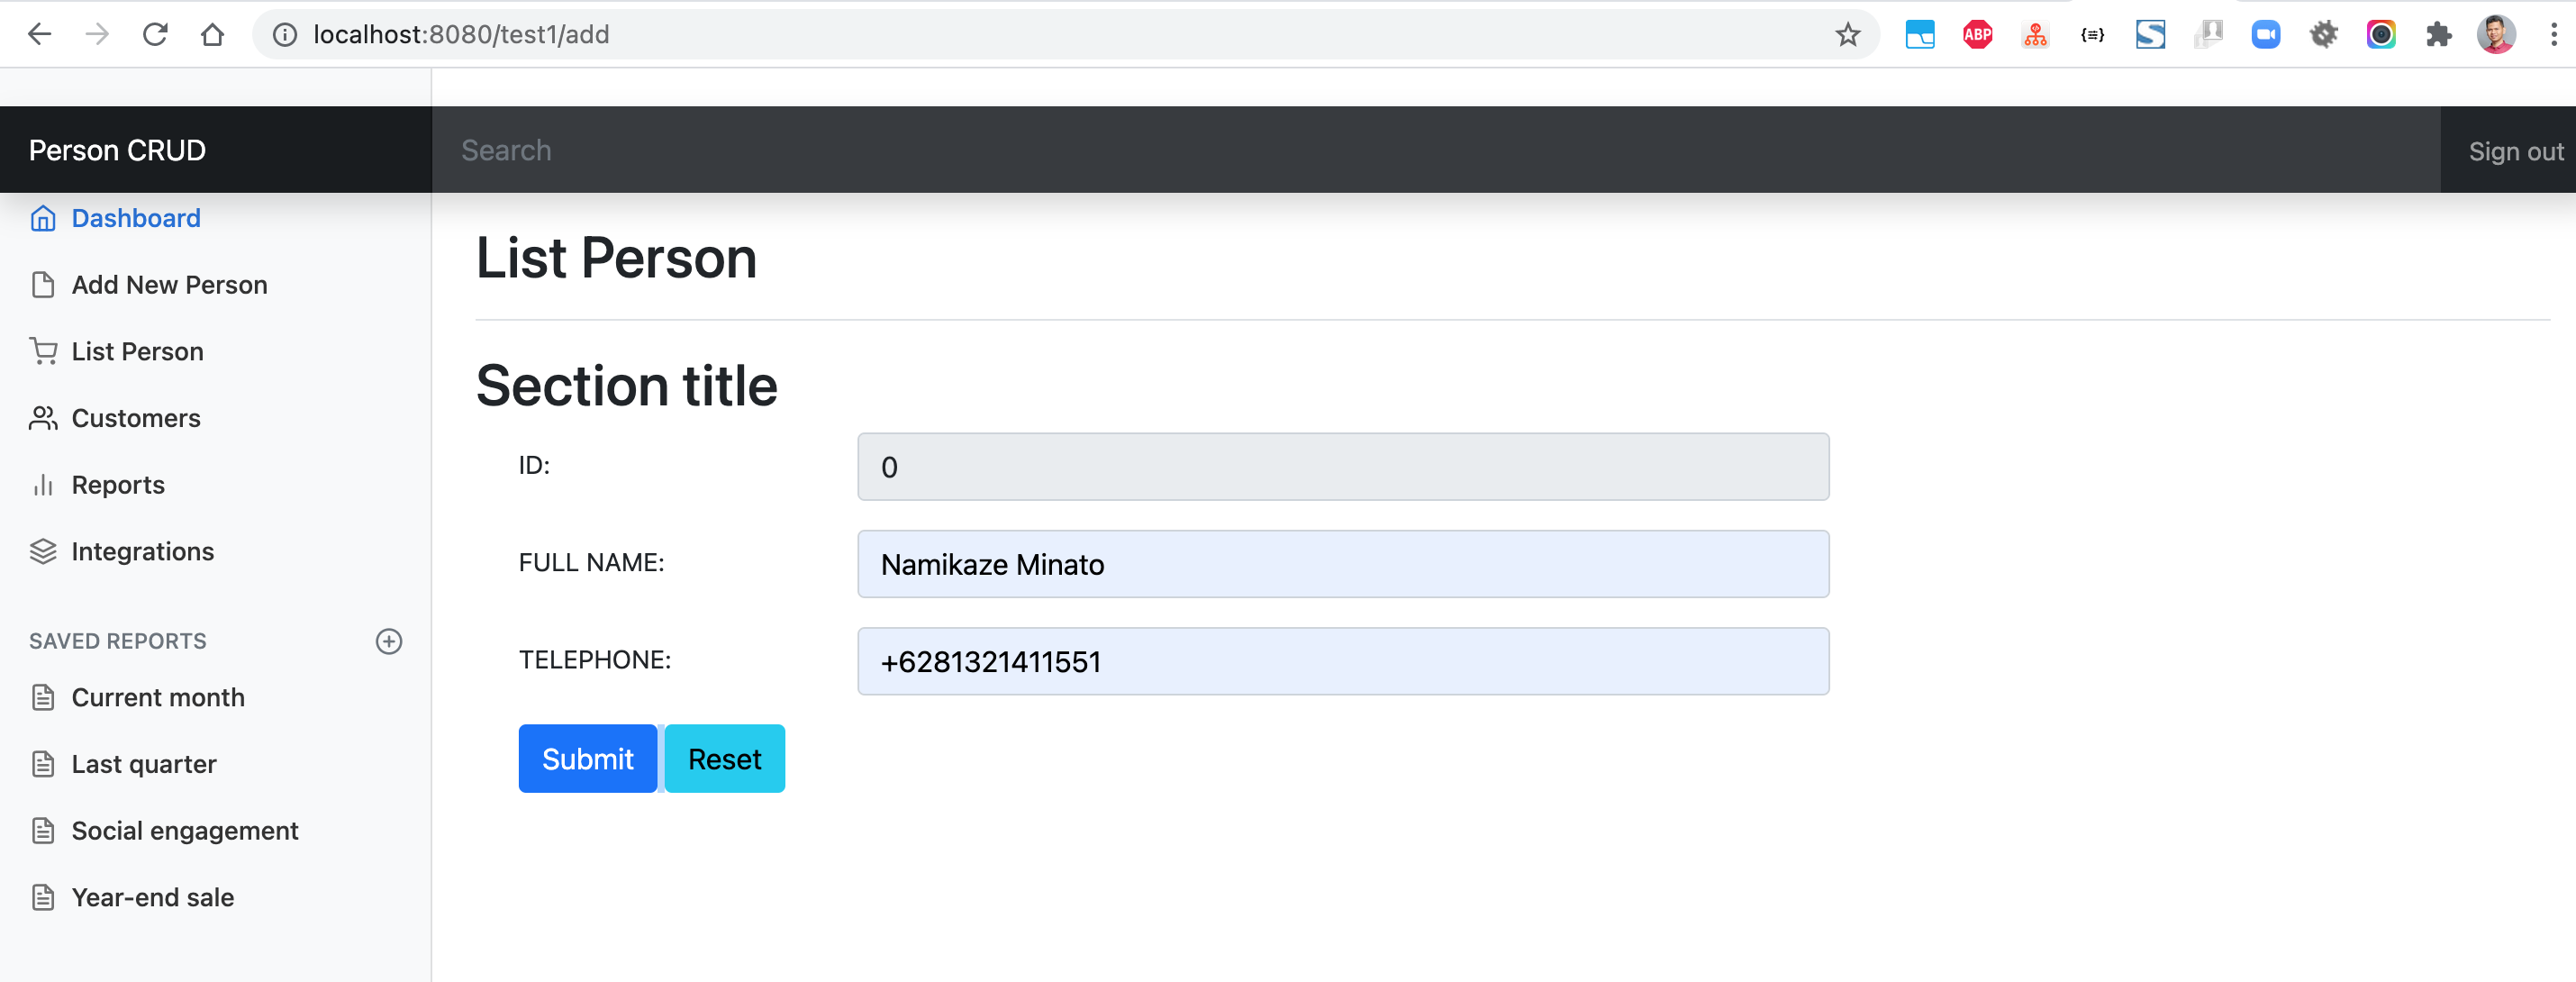 localhost:8080/test1/add
ABP
Person CRUD
Search
Sign out
Dashboard
Add New Person
List Person
Customers
Reports
Integrations
SAVED REPORTS
Current month
Last quarter
Social engagement
Year-end sale
List Person
Section title
ID:
0
FULL NAME:
Namikaze Minato
TELEPHONE:
+6281321411551
Submit
Reset